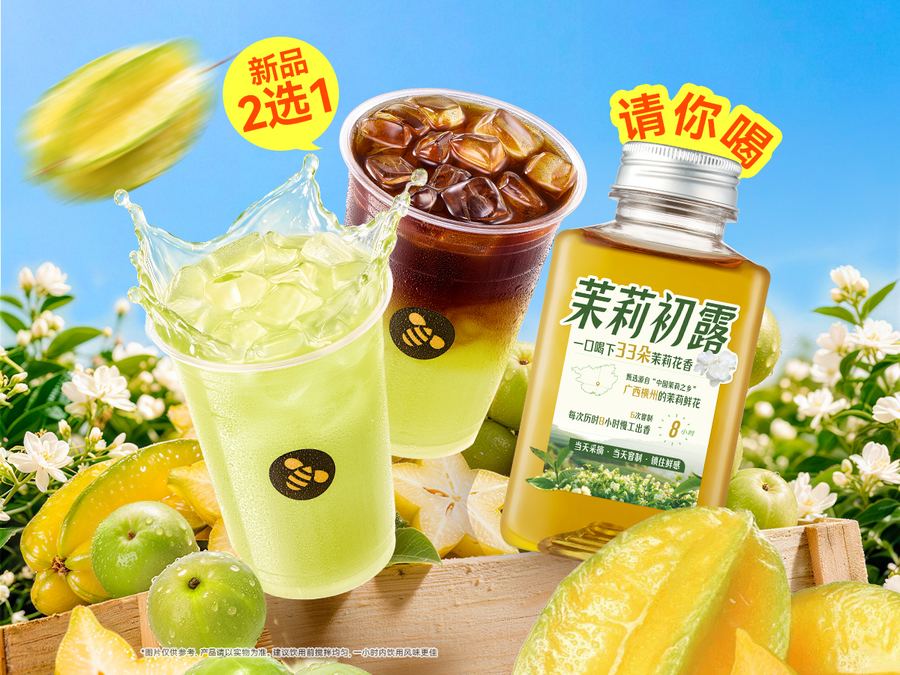 新品
2选1
请你喝
茉莉初露
一口喝下33朵茉莉花香
甄选源自“中国茉莉之乡”
广西横州的茉莉鲜花
6次窨制
每次历时8小时慢工出香
8小时
当天采摘·当天窨制·锁住鲜感
*图片仅供参考，产品请以实物为准，建议饮用前搅拌均匀，一小时内饮用风味更佳